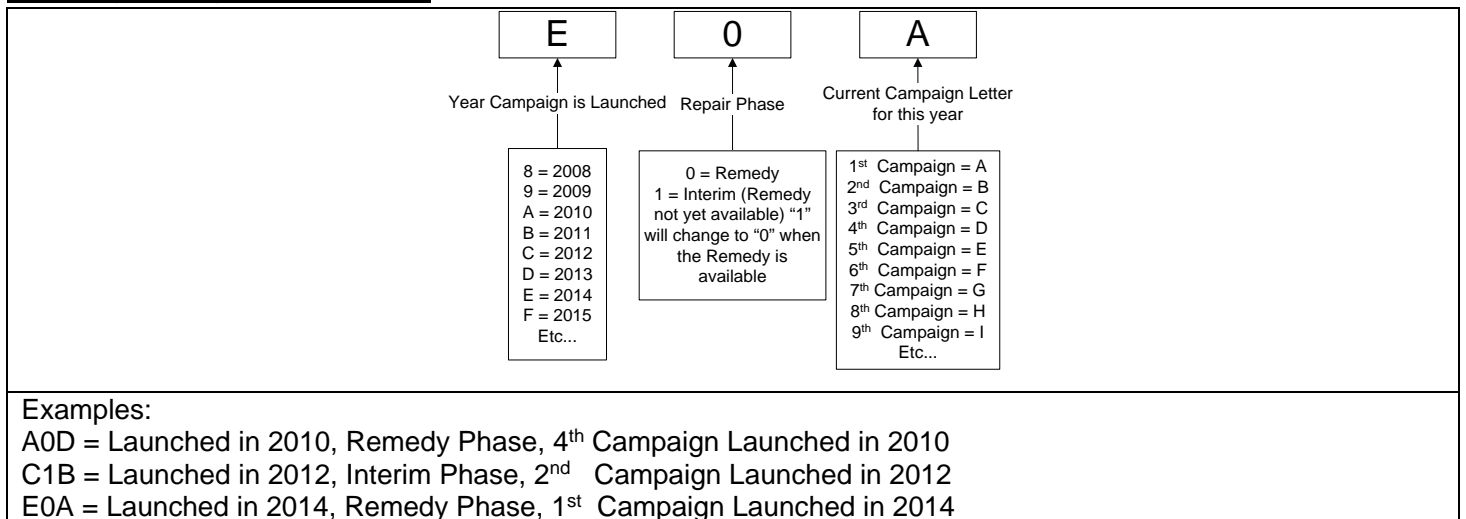 E 0 A
Year Campaign is Launched
Repair Phase
Current Campaign Letter
for this year
8 = 2008
9 = 2009
A = 2010
B = 2011
C = 2012
D = 2013
E = 2014
F = 2015
Etc...
0 = Remedy
1 = Interim (Remedy
not yet available) “1”
will change to “0” when
the Remedy is
available
1st Campaign = A
2nd Campaign = B
3rd Campaign = C
4th Campaign = D
5th Campaign = E
6th Campaign = F
7th Campaign = G
8th Campaign = H
9th Campaign = I
Etc...
Examples:
A0D = Launched in 2010, Remedy Phase, 4th Campaign Launched in 2010
C1B = Launched in 2012, Interim Phase, 2nd Campaign Launched in 2012
E0A = Launched in 2014, Remedy Phase, 1st Campaign Launched in 2014